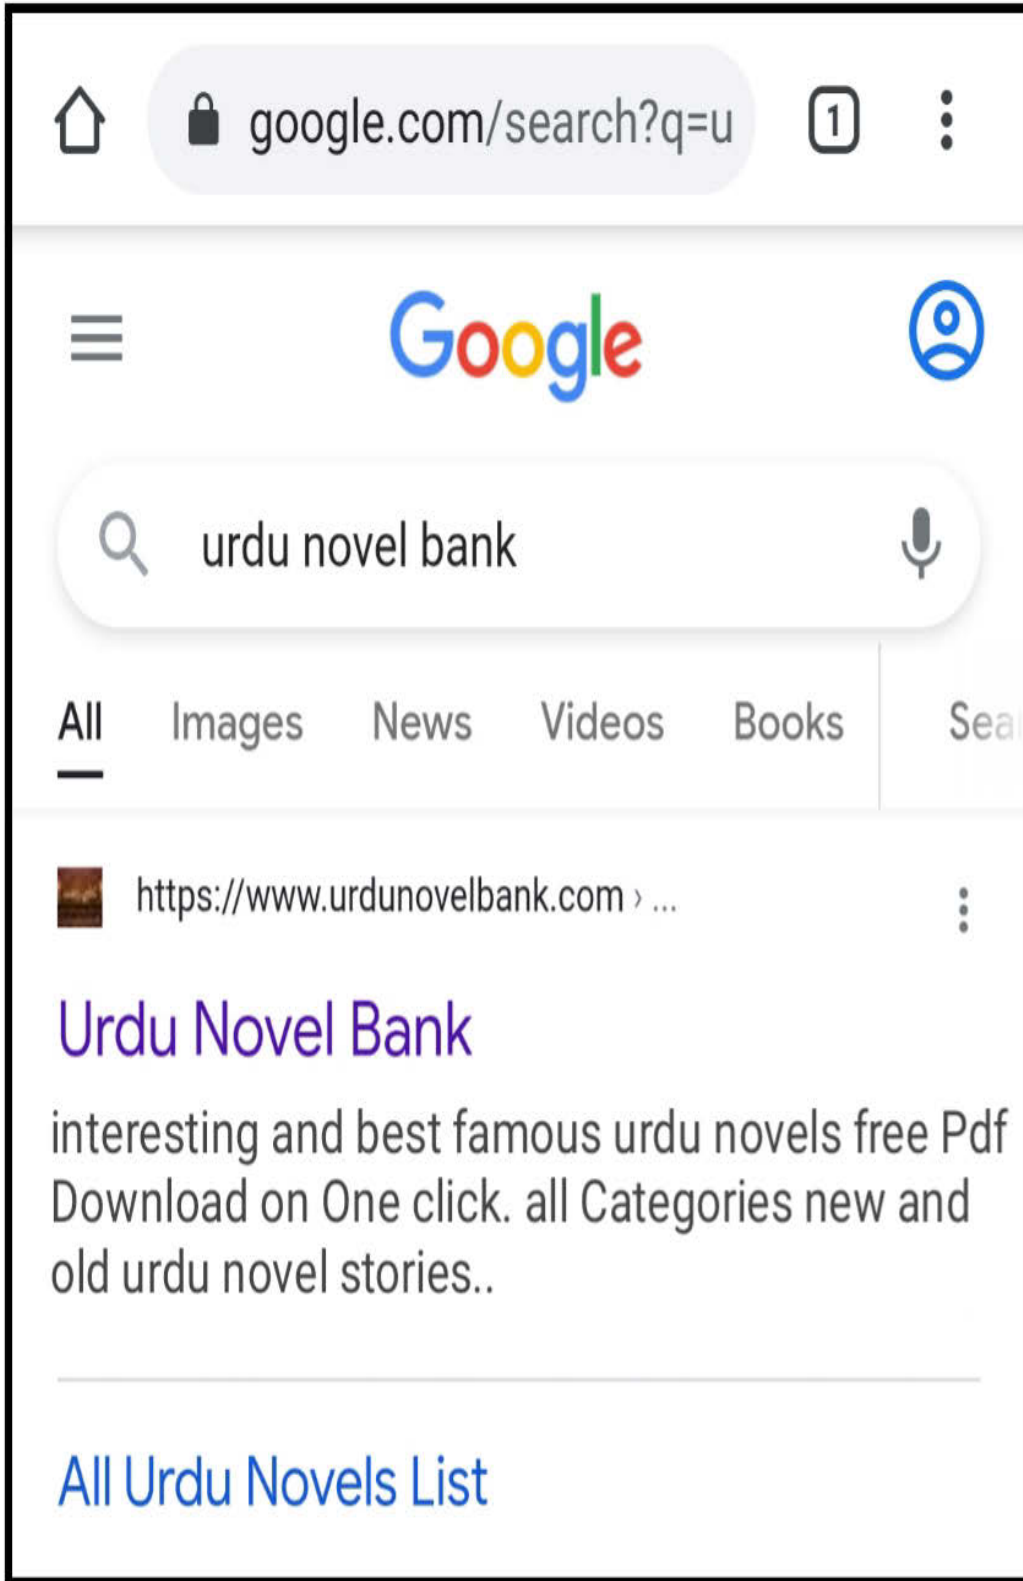 google.com/search?q=u
1
Google
urdu novel bank
All Images News Videos Books Sea
https://www.urdunovelbank.com › ...
Urdu Novel Bank
interesting and best famous urdu novels free Pdf
Download on One click. all Categories new and
old urdu novel stories..
All Urdu Novels List